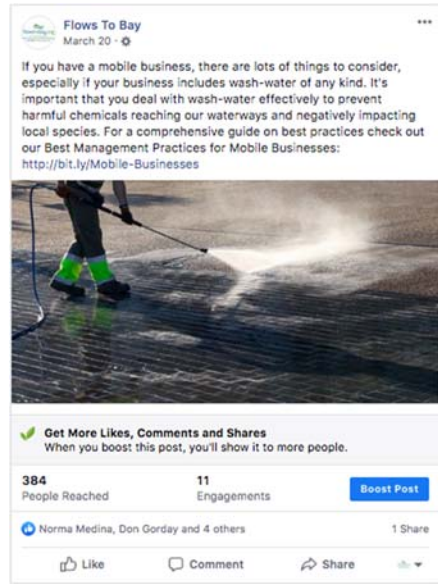 Flows To Bay
March 20
If you have a mobile business, there are lots of things to consider,
especially if your business includes wash-water of any kind. It's
important that you deal with wash-water effectively to prevent
harmful chemicals reaching our waterways and negatively impacting
local species. For a comprehensive guide on best practices check out
our Best Management Practices for Mobile Businesses:
http://bit.ly/Mobile-Businesses
Get More Likes, Comments and Shares
When you boost this post, you'll show it to more people.
384 11
People Reached Engagements Boost Post
Norma Medina, Don Gorday and 4 others 1 Share
Like Comment Share